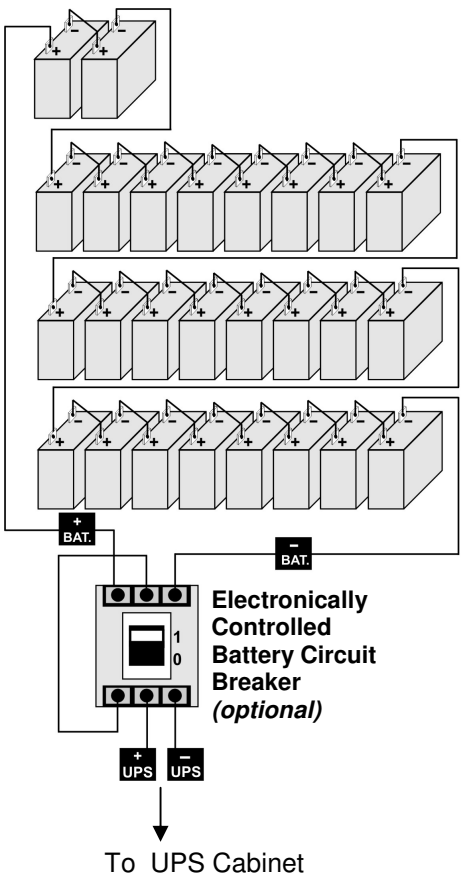 +
BAT.
−
BAT.
1
0
Electronically
Controlled
Battery Circuit
Breaker
(optional)
+
UPS
−
UPS
To UPS Cabinet